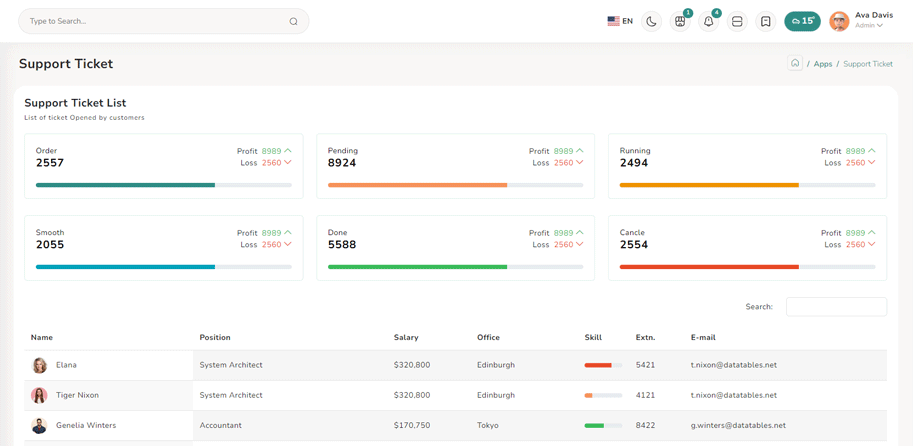 Type to Search...
EN
1
4
15°
Ava Davis
Admin
Support Ticket
/ Apps / Support Ticket
Support Ticket List
List of ticket Opened by customers
Order
2557
Profit 8989
Loss 2560
Pending
8924
Profit 8989
Loss 2560
Running
2494
Profit 8989
Loss 2560
Smooth
2055
Profit 8989
Loss 2560
Done
5588
Profit 8989
Loss 2560
Cancle
2554
Profit 8989
Loss 2560
Search:
Name Position Salary Office Skill Extn. E-mail
Elana System Architect $320,800 Edinburgh 5421 t.nixon@datatables.net
Tiger Nixon System Architect $320,800 Edinburgh 4121 t.nixon@datatables.net
Genelia Winters Accountant $170,750 Tokyo 8422 g.winters@datatables.net